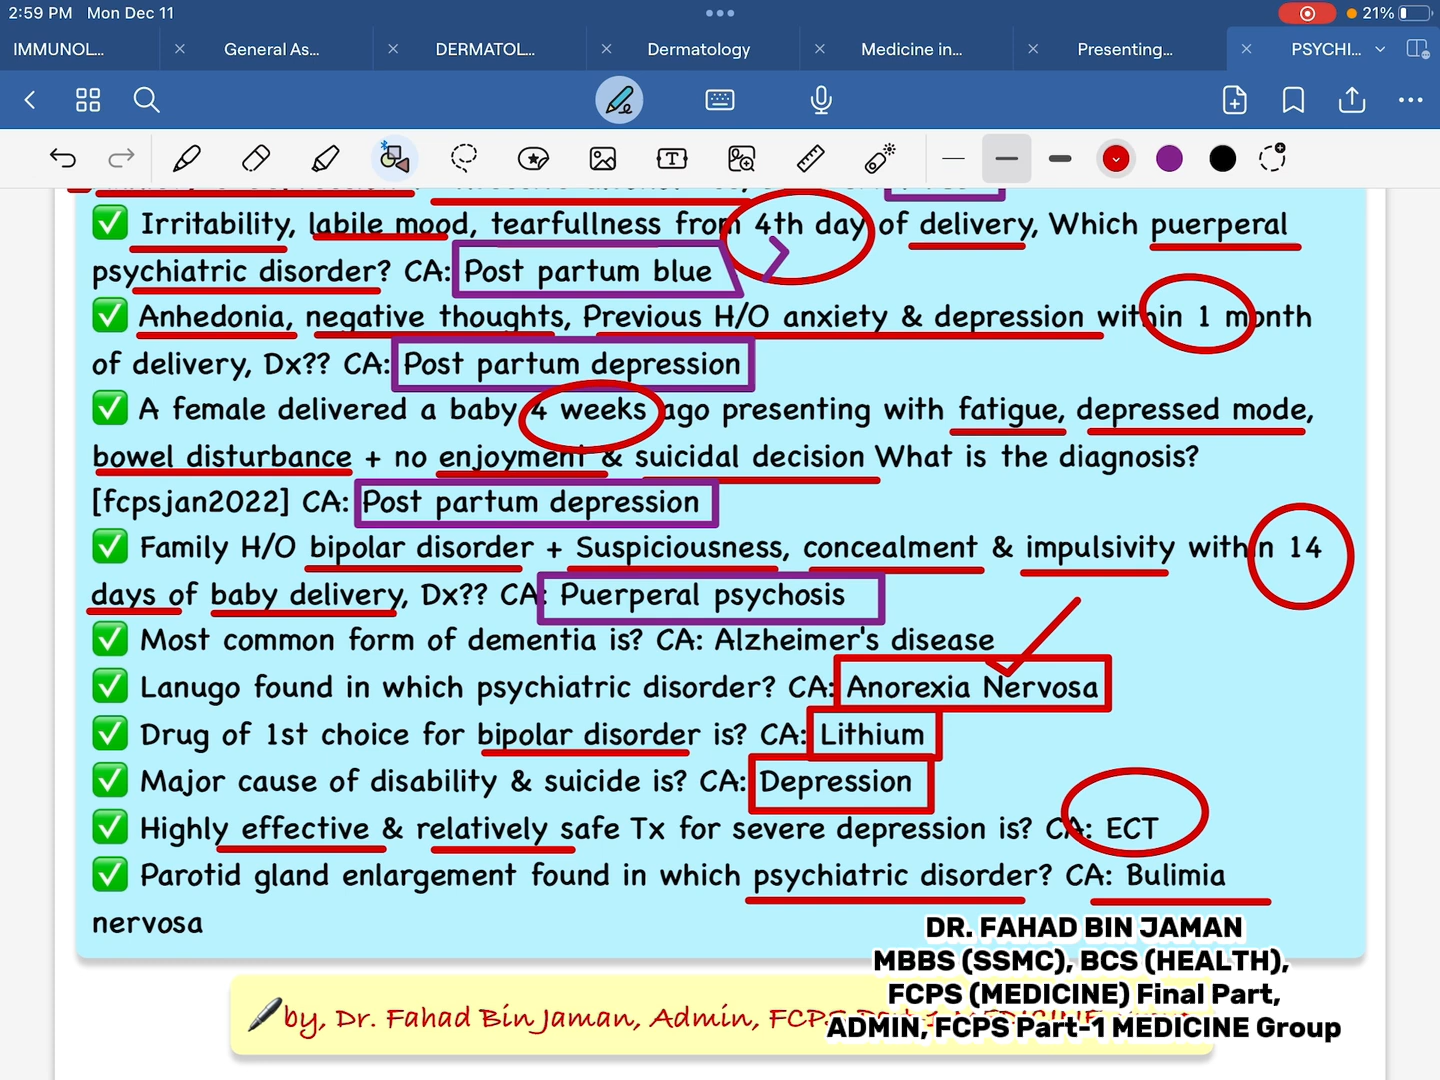 2:59 PM Mon Dec 11
21%
IMMUNOL...
General As...
DERMATOL...
Dermatology
Medicine in...
Presenting...
PSYCHI...
✅ Irritability, labile mood, tearfullness from 4th day of delivery, Which puerperal
psychiatric disorder? CA: Post partum blue
✅ Anhedonia, negative thoughts, Previous H/O anxiety & depression within 1 month
of delivery, Dx?? CA: Post partum depression
✅ A female delivered a baby 4 weeks ago presenting with fatigue, depressed mode,
bowel disturbance + no enjoyment & suicidal decision What is the diagnosis?
[fcpsjan2022] CA: Post partum depression
✅ Family H/O bipolar disorder + Suspiciousness, concealment & impulsivity within 14
days of baby delivery, Dx?? CA: Puerperal psychosis
✅ Most common form of dementia is? CA: Alzheimer's disease
✅ Lanugo found in which psychiatric disorder? CA: Anorexia Nervosa
✅ Drug of 1st choice for bipolar disorder is? CA: Lithium
✅ Major cause of disability & suicide is? CA: Depression
✅ Highly effective & relatively safe Tx for severe depression is? CA: ECT
✅ Parotid gland enlargement found in which psychiatric disorder? CA: Bulimia
nervosa
DR. FAHAD BIN JAMAN
MBBS (SSMC), BCS (HEALTH),
FCPS (MEDICINE) Final Part,
ADMIN, FCPS Part-1 MEDICINE Group
by, Dr. Fahad Bin Jaman, Admin, FCPS